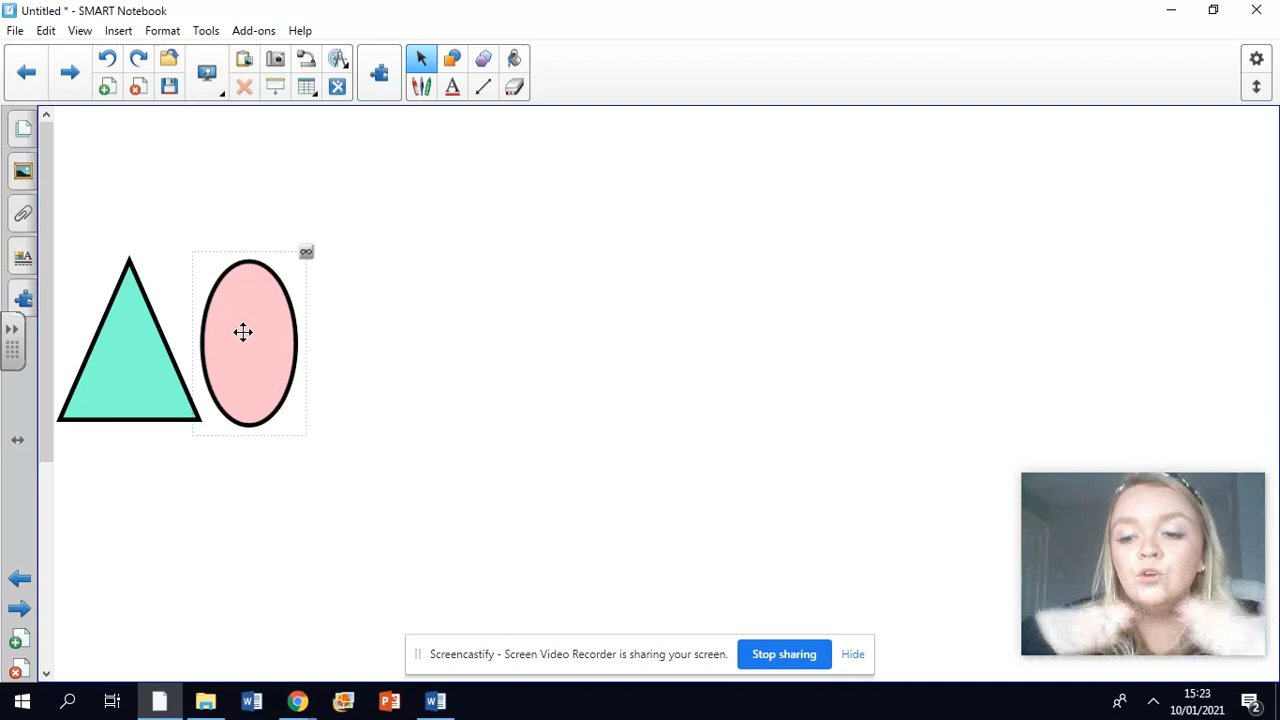 Untitled * - SMART Notebook
File Edit View Insert Format Tools Add-ons Help
Screencastify - Screen Video Recorder is sharing your screen. Stop sharing Hide
15:23
10/01/2021
2